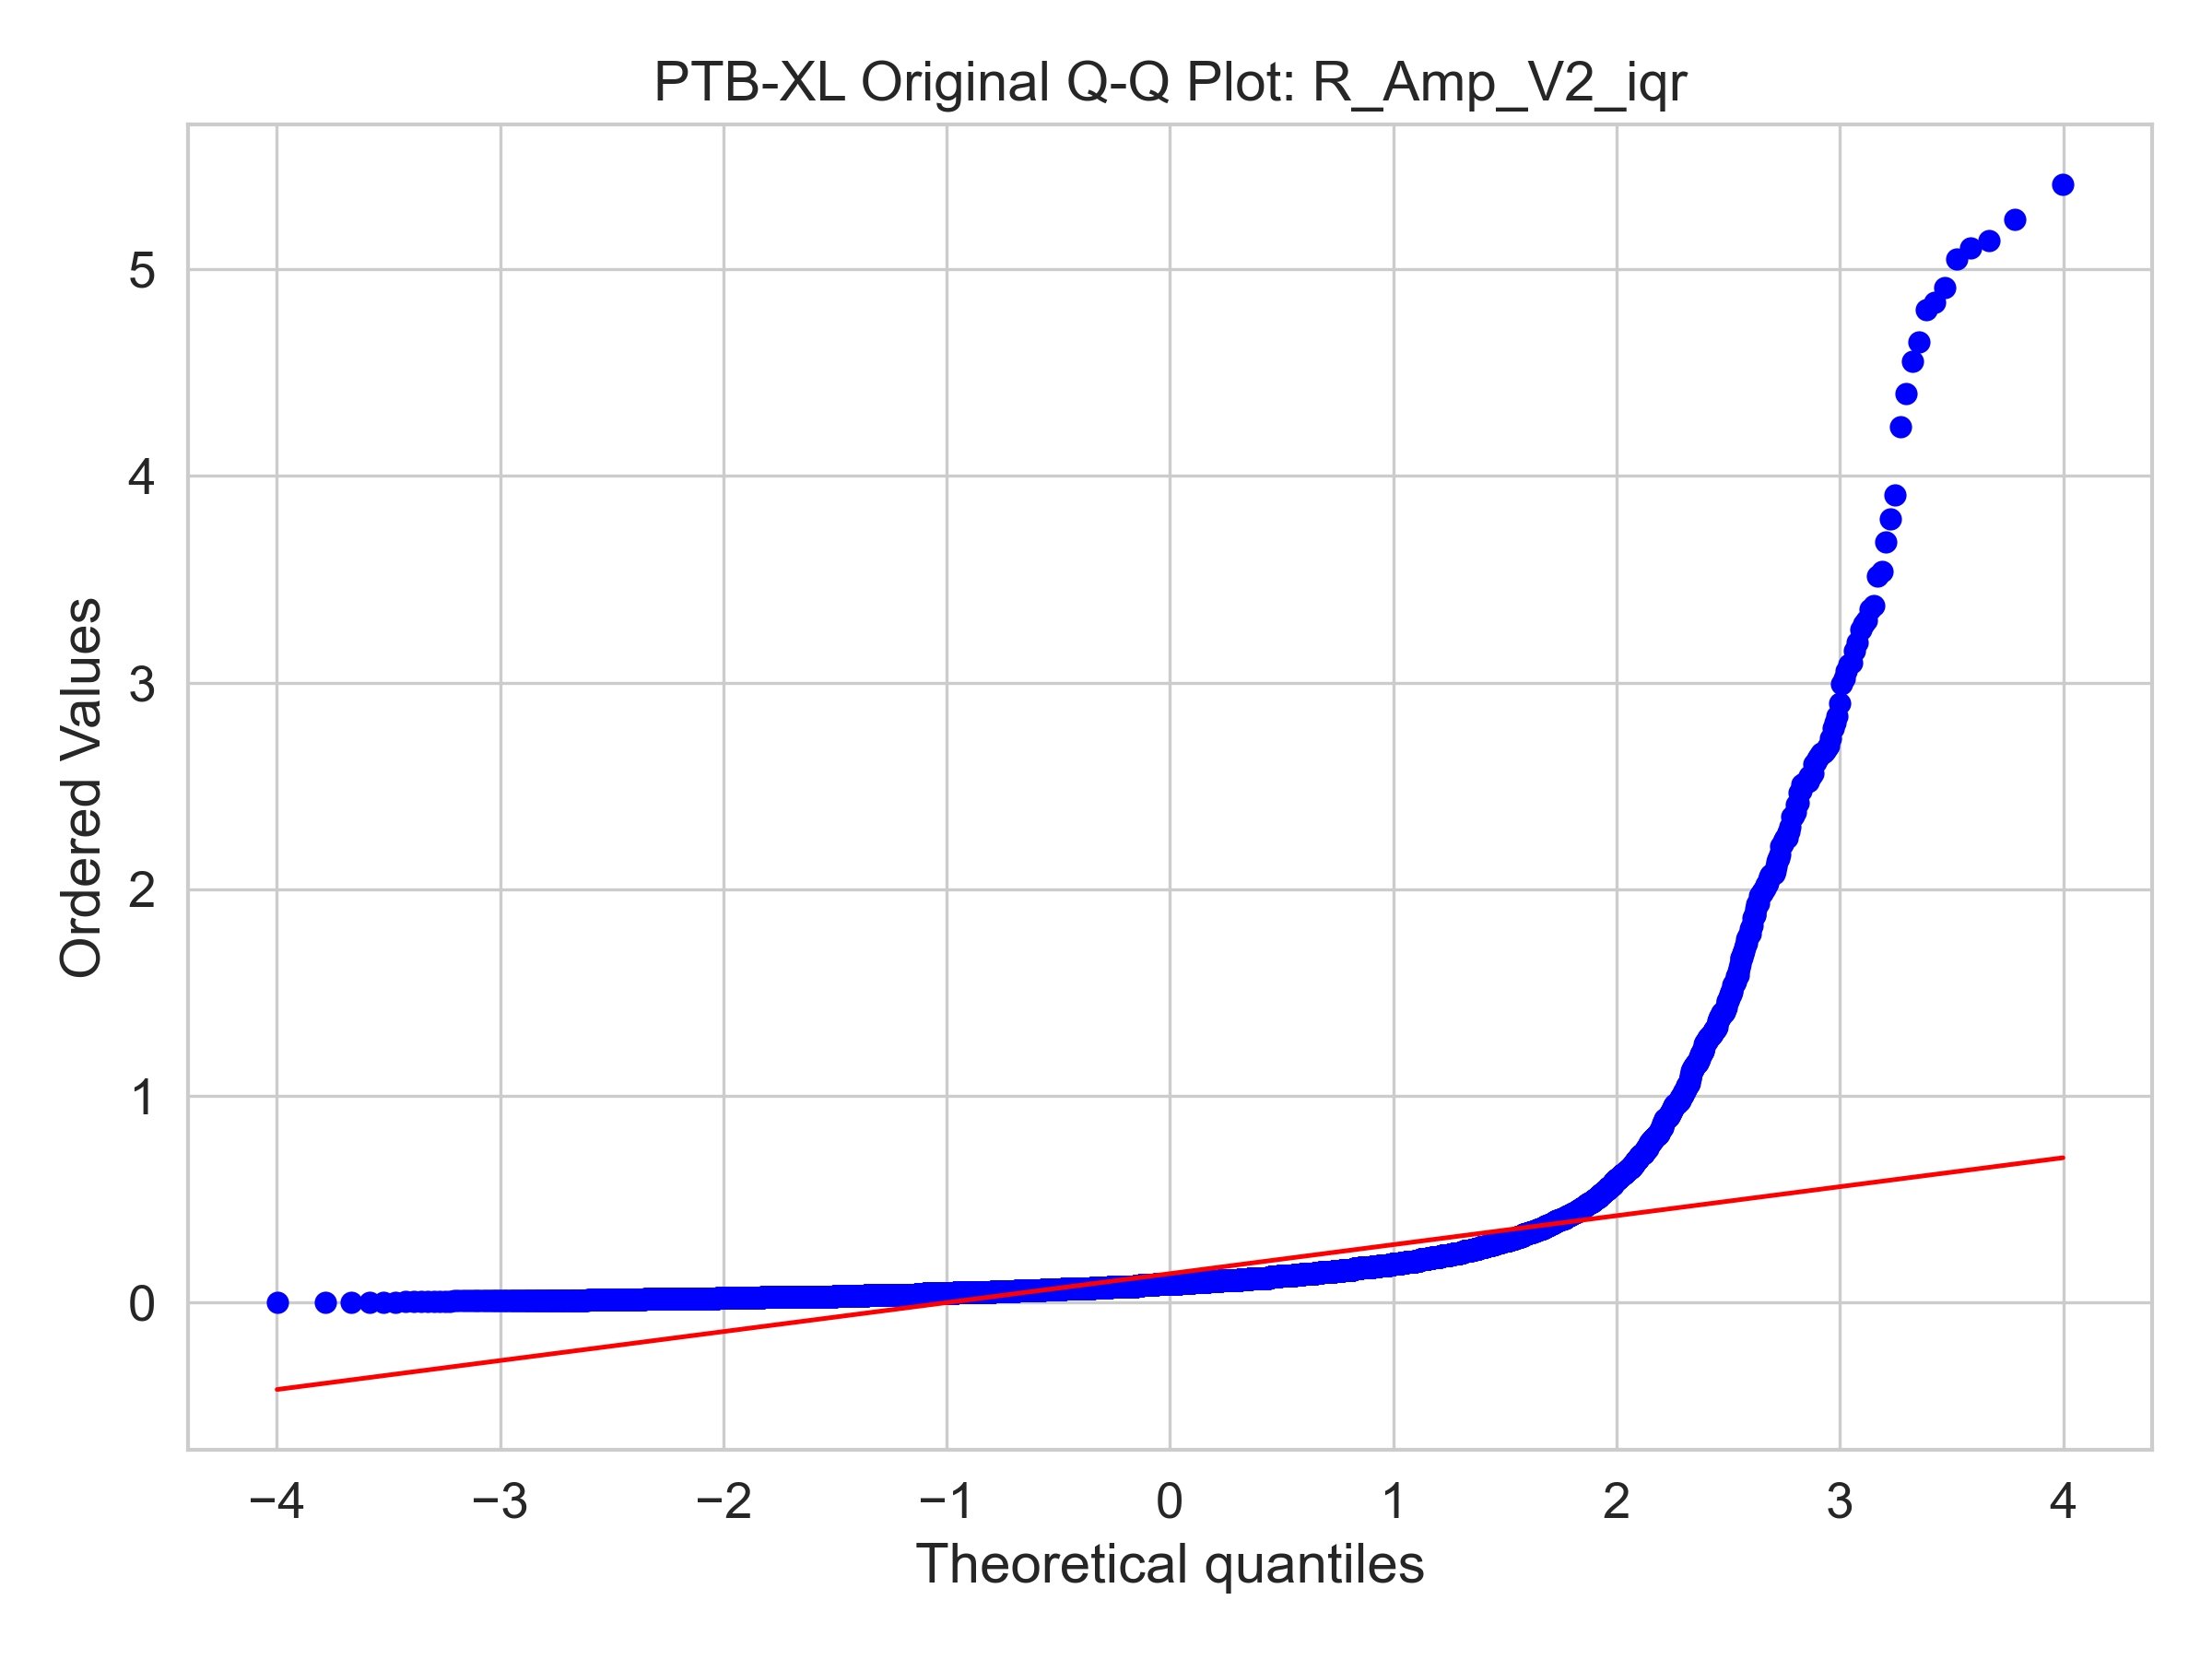 PTB-XL Original Q-Q Plot: R_Amp_V2_iqr
5
4
3
2
1
0
Ordered Values
−4 −3 −2 −1 0 1 2 3 4
Theoretical quantiles